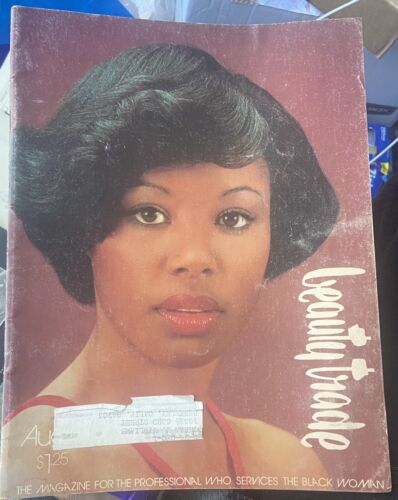 beauty trade
Au
$1.25
THE MAGAZINE FOR THE PROFESSIONAL WHO SERVICES THE BLACK WOMAN